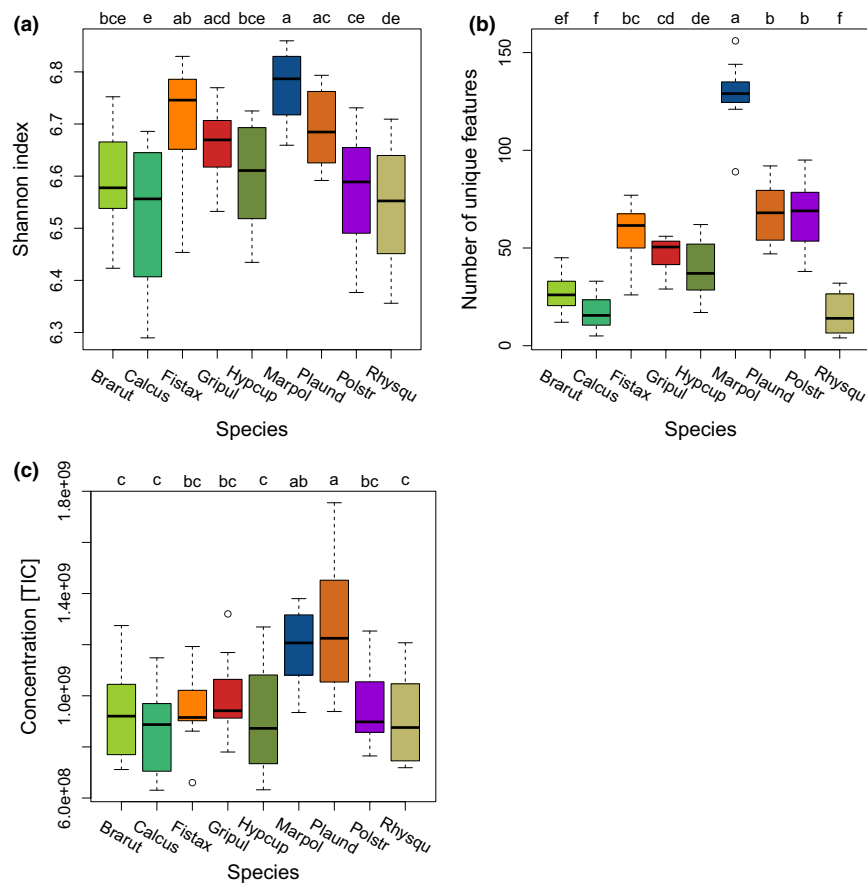 (a)
bce e ab acd bce a ac ce de
Shannon index
6.8
6.7
6.6
6.5
6.4
6.3
Brarut Calcus Fistax Gripul Hypcup Marpol Plaund Polstr Rhysqu
Species
(b)
ef f bc cd de a b b f
Number of unique features
150
100
50
0
Brarut Calcus Fistax Gripul Hypcup Marpol Plaund Polstr Rhysqu
Species
(c)
c c bc bc c ab a bc c
Concentration [TIC]
1.8e+09
1.4e+09
1.0e+09
6.0e+08
Brarut Calcus Fistax Gripul Hypcup Marpol Plaund Polstr Rhysqu
Species